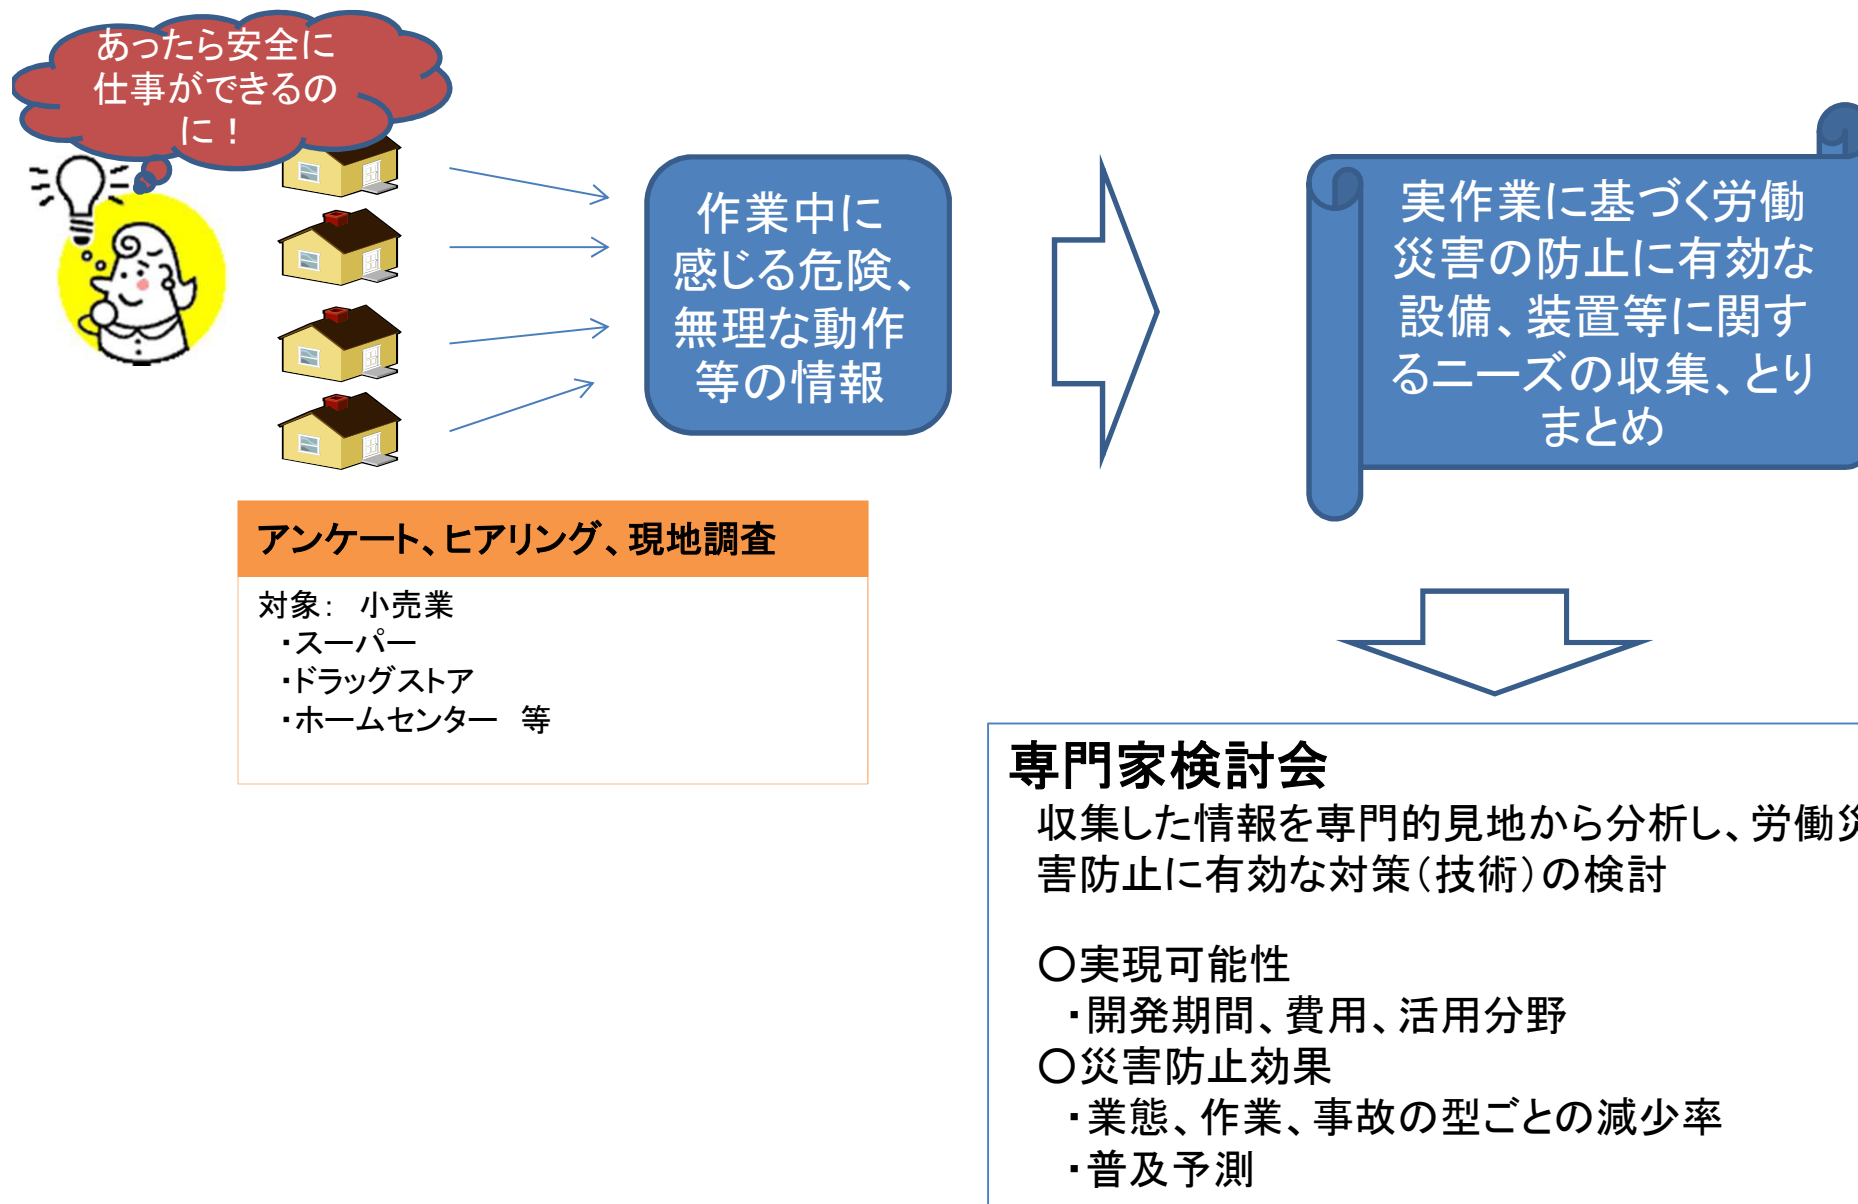 あったら安全に
仕事ができるの
に！
作業中に
感じる危険、
無理な動作
等の情報
実作業に基づく労働
災害の防止に有効な
設備、装置等に関す
るニーズの収集、とり
まとめ
アンケート、ヒアリング、現地調査
対象：　小売業
・スーパー
・ドラッグストア
・ホームセンター　等
専門家検討会
収集した情報を専門的見地から分析し、労働災
害防止に有効な対策（技術）の検討
○実現可能性
・開発期間、費用、活用分野
○災害防止効果
・業態、作業、事故の型ごとの減少率
・普及予測